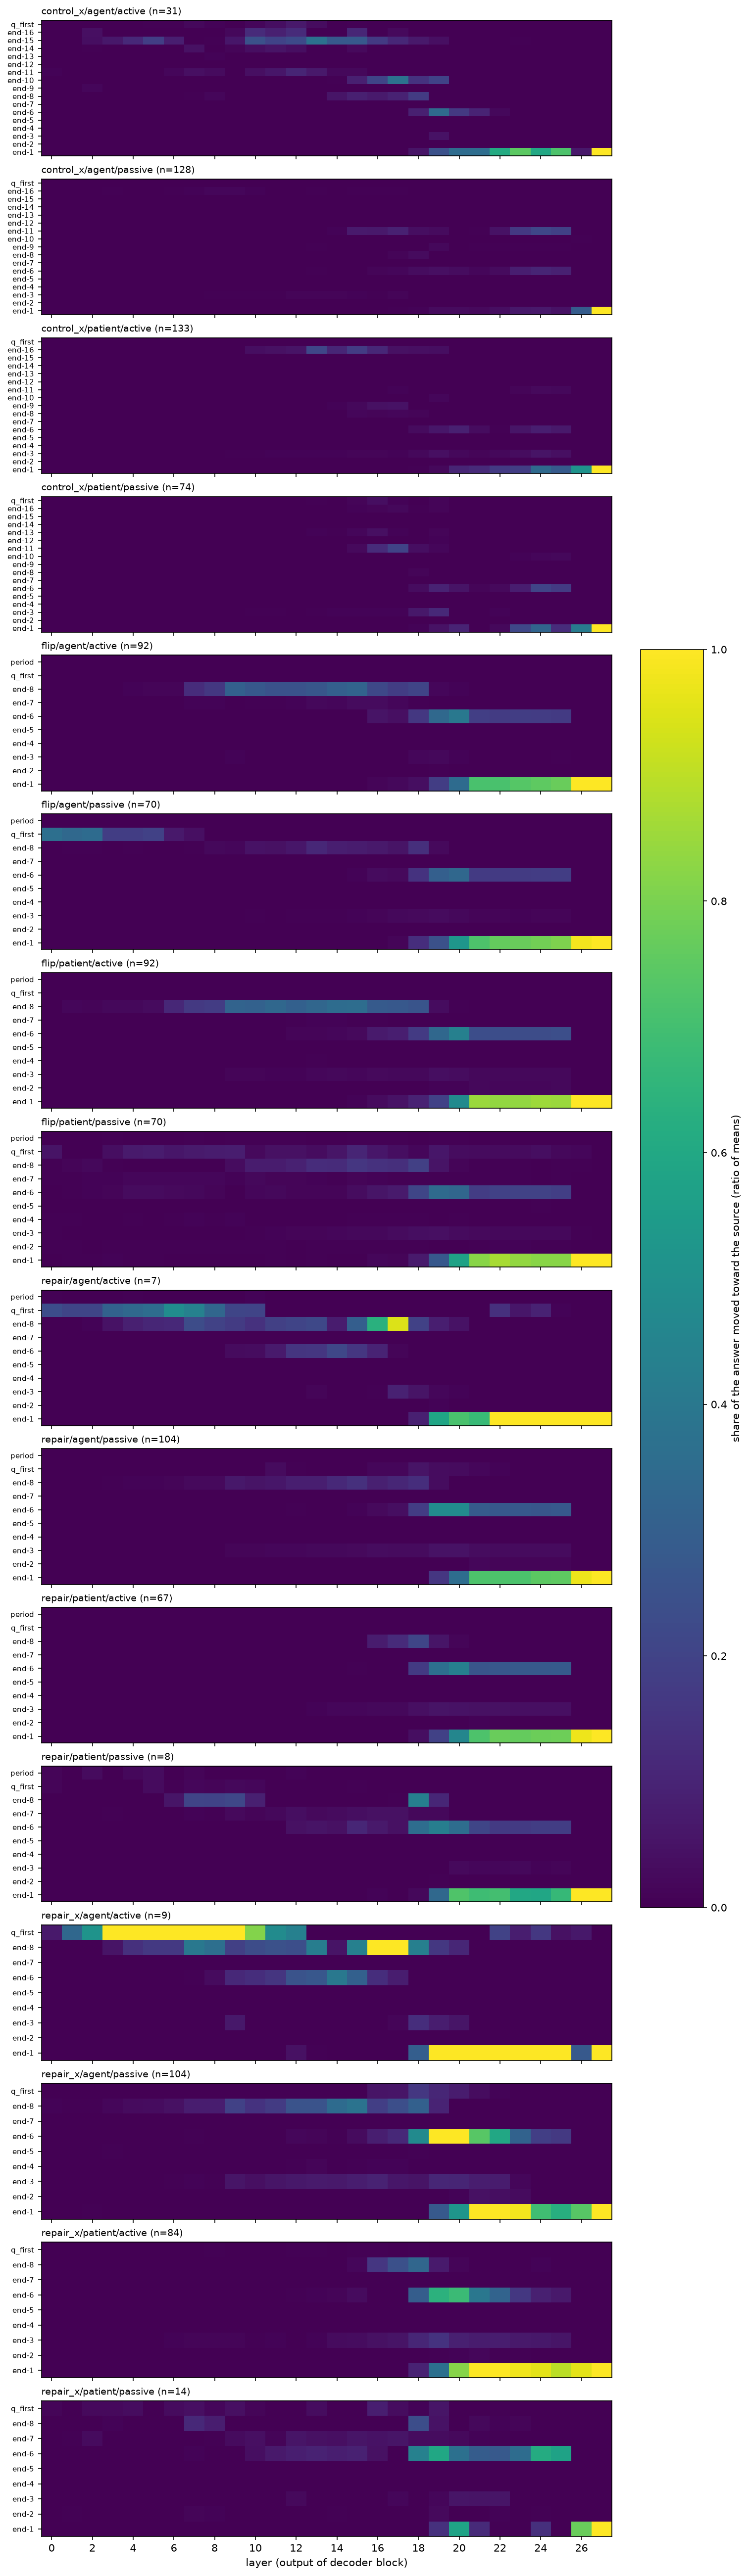 control_x/agent/active (n=31)
q_first
end-16
end-15
end-14
end-13
end-12
end-11
end-10
end-9
end-8
end-7
end-6
end-5
end-4
end-3
end-2
end-1
control_x/agent/passive (n=128)
q_first
end-16
end-15
end-14
end-13
end-12
end-11
end-10
end-9
end-8
end-7
end-6
end-5
end-4
end-3
end-2
end-1
control_x/patient/active (n=133)
q_first
end-16
end-15
end-14
end-13
end-12
end-11
end-10
end-9
end-8
end-7
end-6
end-5
end-4
end-3
end-2
end-1
control_x/patient/passive (n=74)
q_first
end-16
end-15
end-14
end-13
end-12
end-11
end-10
end-9
end-8
end-7
end-6
end-5
end-4
end-3
end-2
end-1
flip/agent/active (n=92)
period
q_first
end-8
end-7
end-6
end-5
end-4
end-3
end-2
end-1
flip/agent/passive (n=70)
period
q_first
end-8
end-7
end-6
end-5
end-4
end-3
end-2
end-1
flip/patient/active (n=92)
period
q_first
end-8
end-7
end-6
end-5
end-4
end-3
end-2
end-1
flip/patient/passive (n=70)
period
q_first
end-8
end-7
end-6
end-5
end-4
end-3
end-2
end-1
repair/agent/active (n=7)
period
q_first
end-8
end-7
end-6
end-5
end-4
end-3
end-2
end-1
repair/agent/passive (n=104)
period
q_first
end-8
end-7
end-6
end-5
end-4
end-3
end-2
end-1
repair/patient/active (n=67)
period
q_first
end-8
end-7
end-6
end-5
end-4
end-3
end-2
end-1
repair/patient/passive (n=8)
period
q_first
end-8
end-7
end-6
end-5
end-4
end-3
end-2
end-1
repair_x/agent/active (n=9)
q_first
end-8
end-7
end-6
end-5
end-4
end-3
end-2
end-1
repair_x/agent/passive (n=104)
q_first
end-8
end-7
end-6
end-5
end-4
end-3
end-2
end-1
repair_x/patient/active (n=84)
q_first
end-8
end-7
end-6
end-5
end-4
end-3
end-2
end-1
repair_x/patient/passive (n=14)
q_first
end-8
end-7
end-6
end-5
end-4
end-3
end-2
end-1
0 2 4 6 8 10 12 14 16 18 20 22 24 26
layer (output of decoder block)
1.0
0.8
0.6
0.4
0.2
0.0
share of the answer moved toward the source (ratio of means)